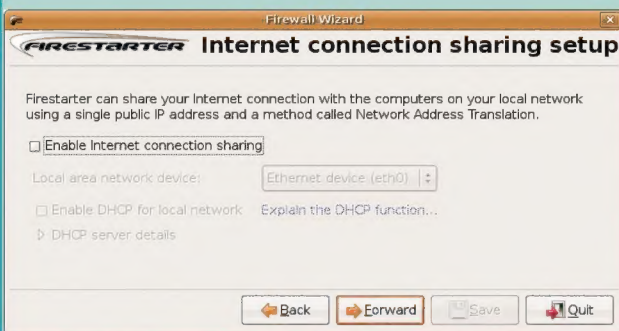 Firewall Wizard
FIRESTARTER Internet connection sharing setup
Firestarter can share your Internet connection with the computers on your local network
using a single public IP address and a method called Network Address Translation.
Enable Internet connection sharing
Local area network device: Ethernet device (eth0)
Enable DHCP for local network Explain the DHCP function...
DHCP server details
Back Forward Save Quit